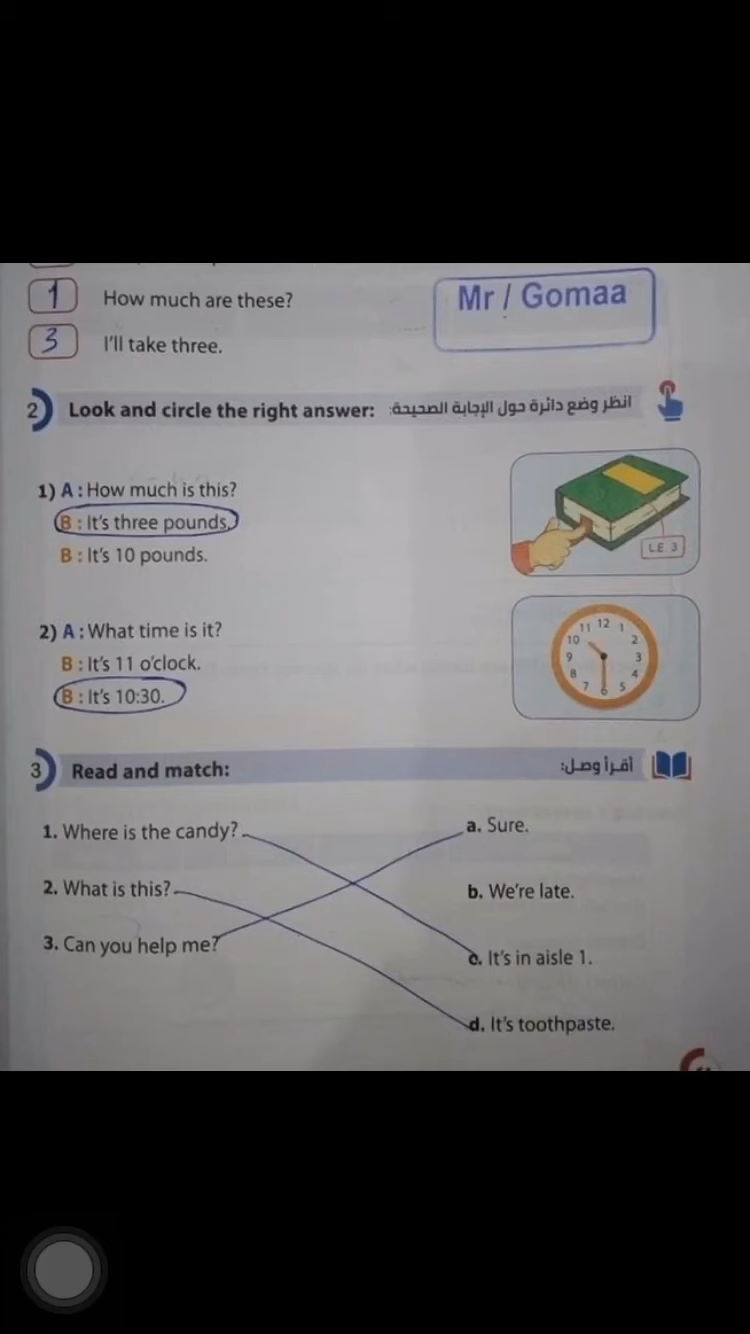 1 How much are these?
Mr / Gomaa
3 I'll take three.
2 Look and circle the right answer: انظر وضع دائرة حول الإجابة الصحيحة:
1) A : How much is this?
B : It's three pounds.
B : It's 10 pounds.
L.E. 3
2) A : What time is it?
B : It's 11 o'clock.
B : It's 10:30.
12 1 2 3 4 5 6 7 8 9 10 11
3 Read and match: أقرأ وصل:
1. Where is the candy?
a. Sure.
2. What is this?
b. We're late.
3. Can you help me?
c. It's in aisle 1.
d. It's toothpaste.